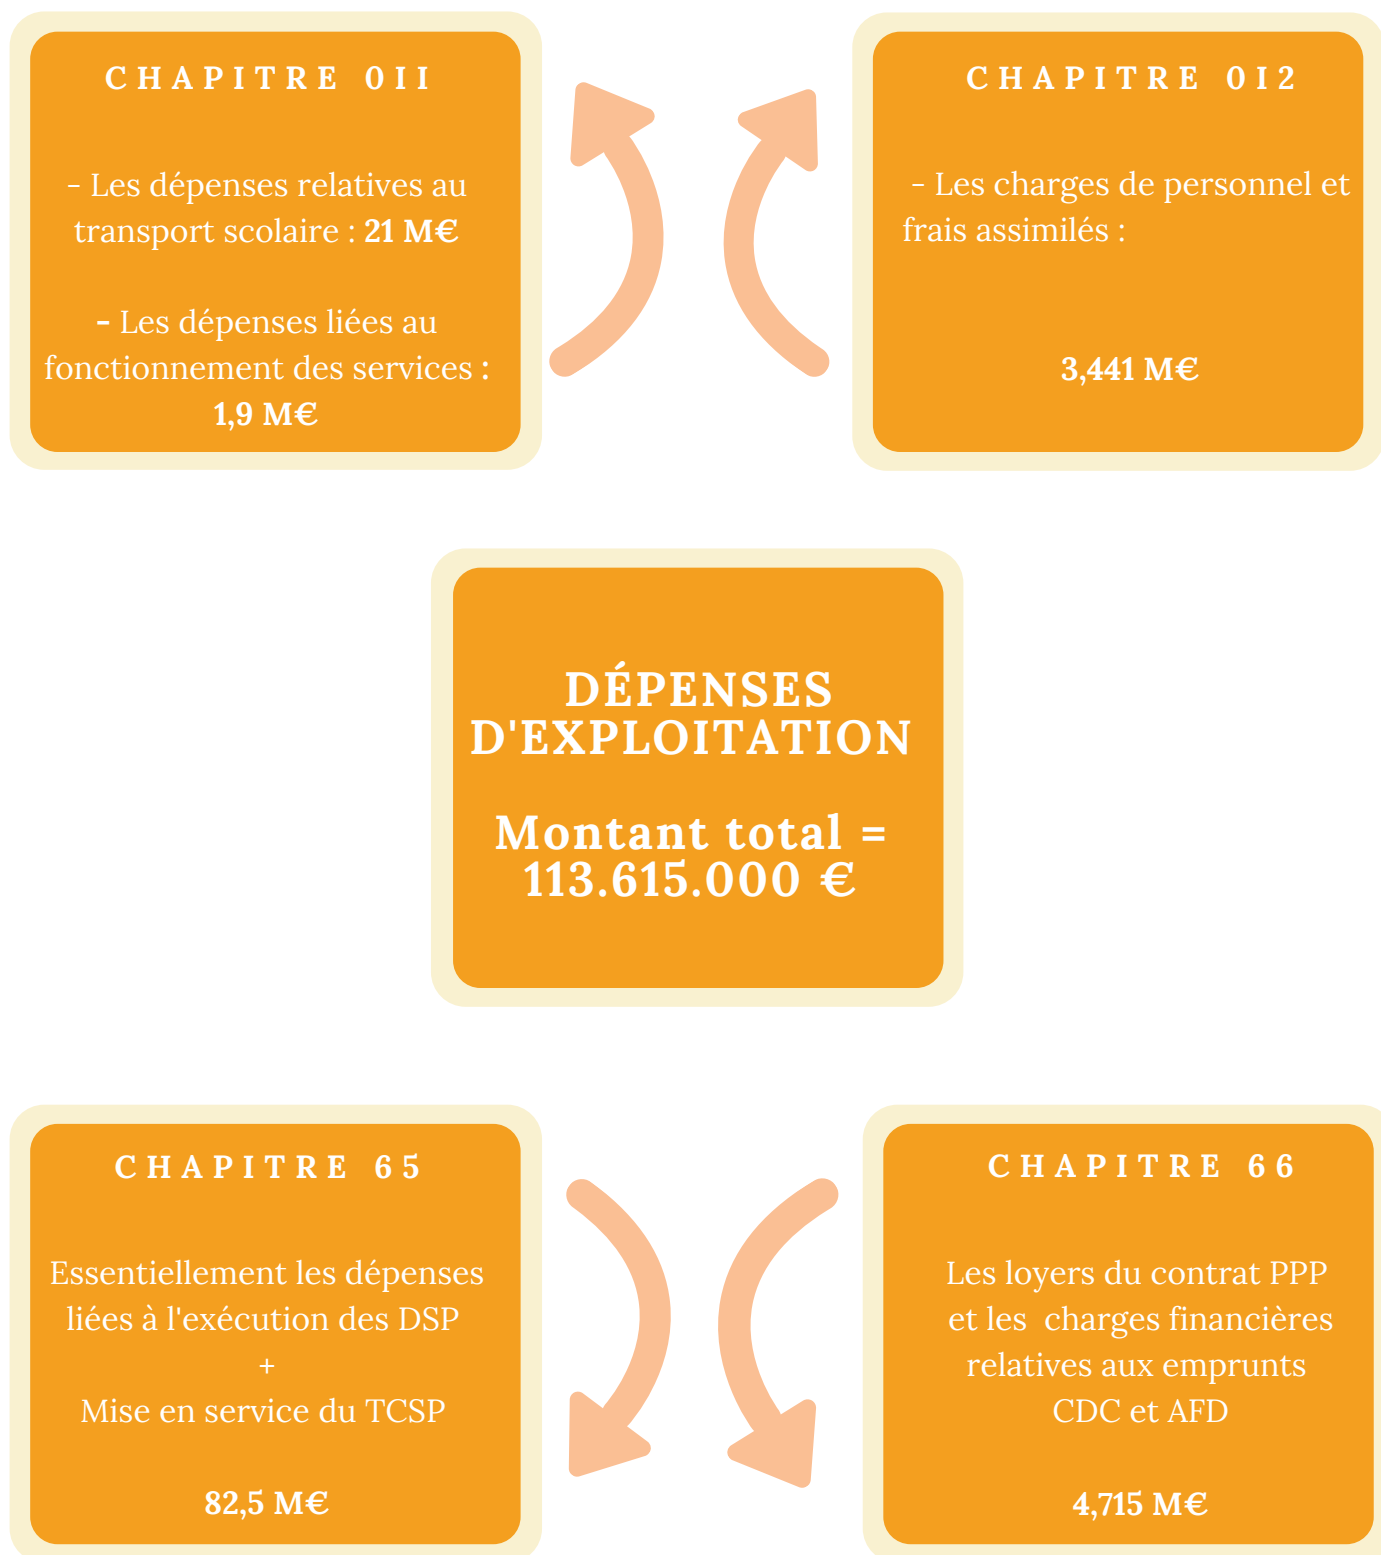 CHAPITRE 0II
- Les dépenses relatives au
transport scolaire : 21 M€
- Les dépenses liées au
fonctionnement des services :
1,9 M€
CHAPITRE 0I2
- Les charges de personnel et
frais assimilés :
3,441 M€
DÉPENSES
D'EXPLOITATION
Montant total =
113.615.000 €
CHAPITRE 65
Essentiellement les dépenses
liées à l'exécution des DSP
+
Mise en service du TCSP
82,5 M€
CHAPITRE 66
Les loyers du contrat PPP
et les charges financières
relatives aux emprunts
CDC et AFD
4,715 M€